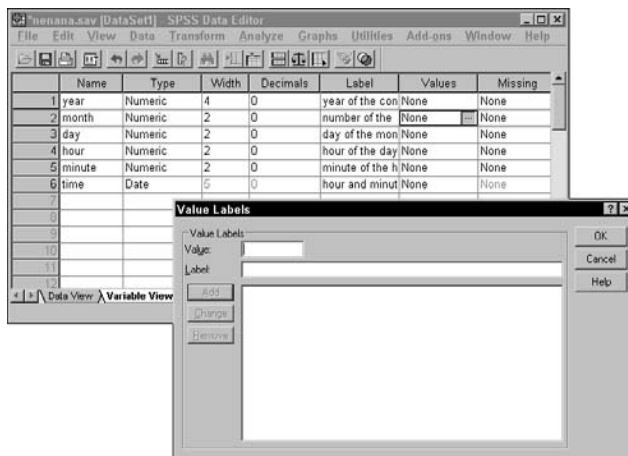 *nenana.sav [DataSet1] - SPSS Data Editor
File Edit View Data Transform Analyze Graphs Utilities Add-ons Window Help
Name Type Width Decimals Label Values Missing
1 year Numeric 4 0 year of the con None None
2 month Numeric 2 0 number of the None ... None
3 day Numeric 2 0 day of the mon None None
4 hour Numeric 2 0 hour of the day None None
5 minute Numeric 2 0 minute of the h None None
6 time Date 5 0 hour and minut None None
7
8
9
10
11
12
Data View Variable View
Value Labels
Value Labels
Value:
Label:
Add
Change
Remove
OK
Cancel
Help